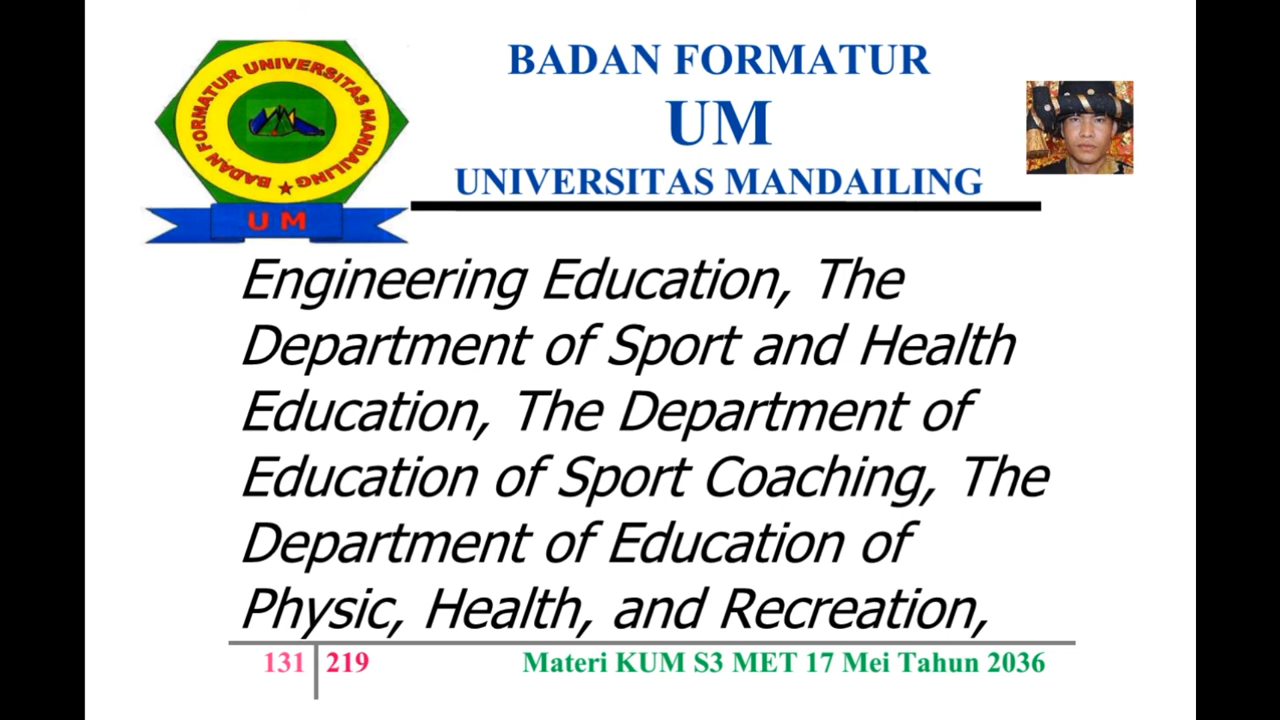 BADAN FORMATUR UNIVERSITAS MANDAILING
UM
BADAN FORMATUR
UM
UNIVERSITAS MANDAILING
Engineering Education, The
Department of Sport and Health
Education, The Department of
Education of Sport Coaching, The
Department of Education of
Physic, Health, and Recreation,
131 219 Materi KUM S3 MET 17 Mei Tahun 2036